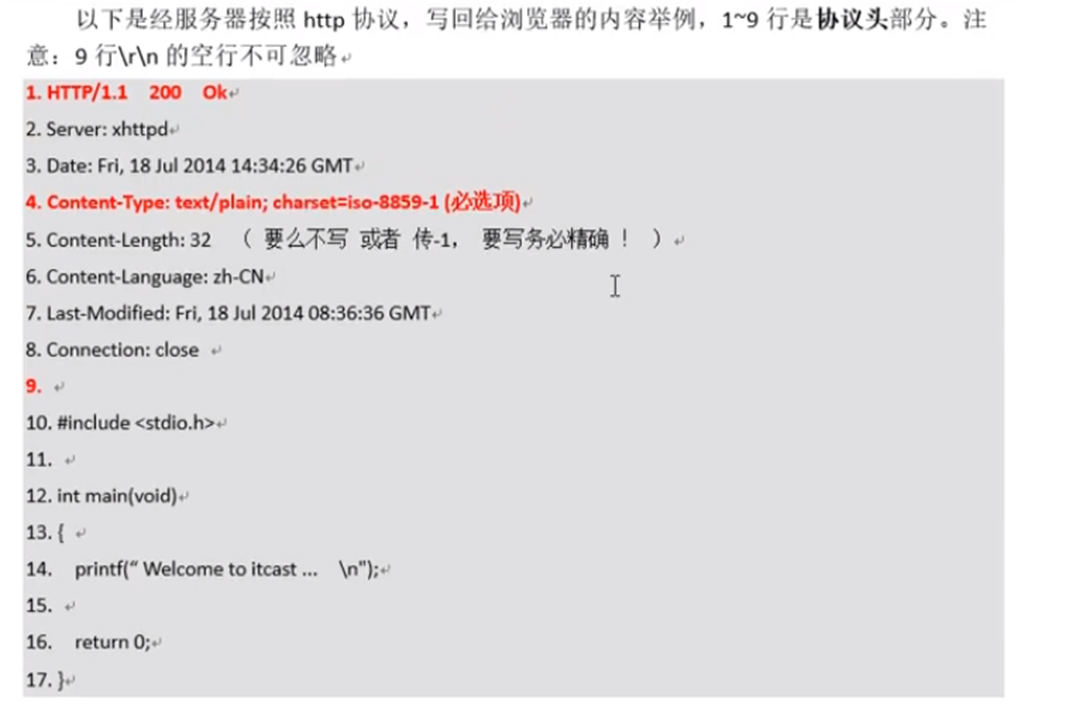 以下是经服务器按照 http 协议，写回给浏览器的内容举例，1~9 行是协议头部分。注
意：9 行\r\n 的空行不可忽略
1. HTTP/1.1 200 Ok
2. Server: xhttpd
3. Date: Fri, 18 Jul 2014 14:34:26 GMT
4. Content-Type: text/plain; charset=iso-8859-1 (必选项)
5. Content-Length: 32 （ 要么不写 或者 传-1， 要写务必精确 ！ ）
6. Content-Language: zh-CN
7. Last-Modified: Fri, 18 Jul 2014 08:36:36 GMT
8. Connection: close
9.
10. #include <stdio.h>
11.
12. int main(void)
13. {
14. printf(“ Welcome to itcast ... \n");
15.
16. return 0;
17. }